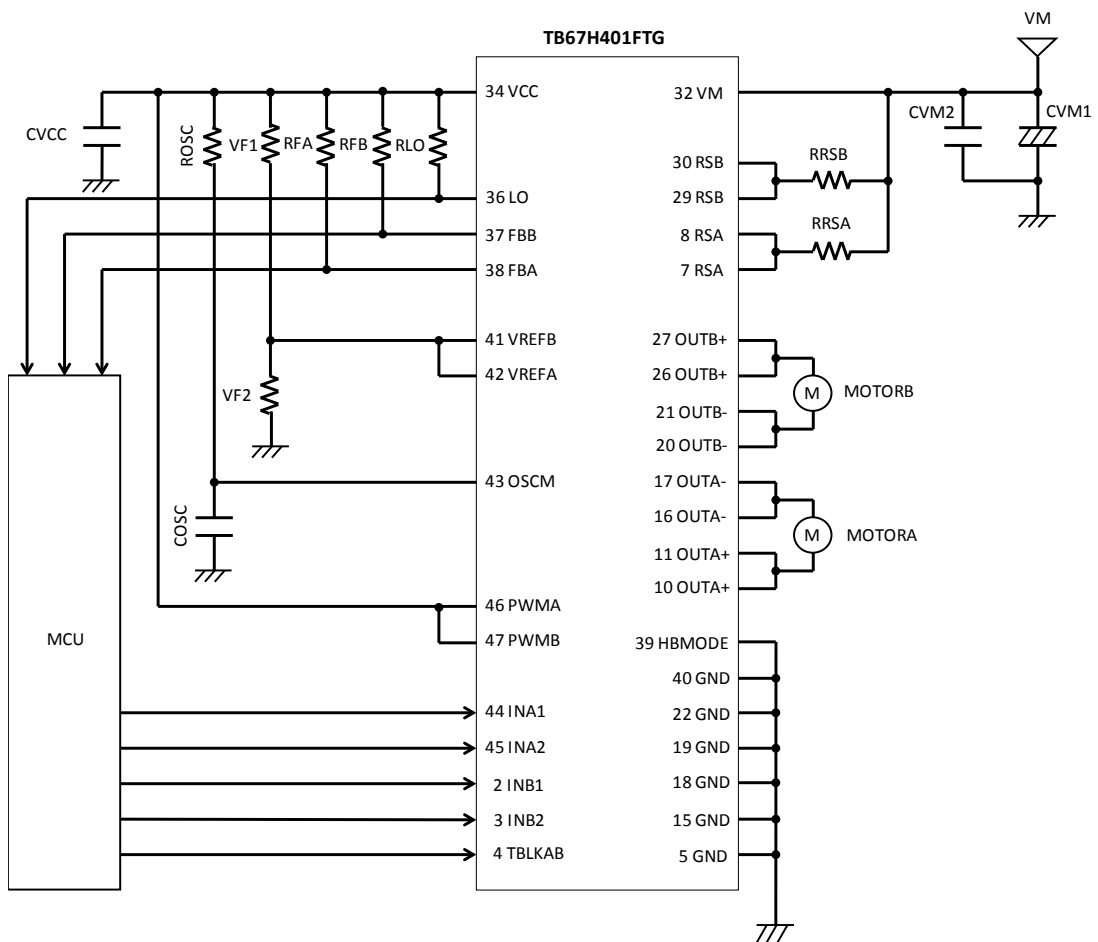 TB67H401FTG
VM
34 VCC
32 VM
CVCC
ROSC
VF1
RFA
RFB
RLO
CVM2
CVM1
30 RSB
RRSB
36 LO
29 RSB
37 FBB
8 RSA
RRSA
38 FBA
7 RSA
41 VREFB
27 OUTB+
42 VREFA
26 OUTB+
VF2
M
MOTORB
21 OUTB-
20 OUTB-
43 OSCM
17 OUTA-
COSC
16 OUTA-
M
MOTORA
11 OUTA+
10 OUTA+
46 PWMA
MCU
47 PWMB
39 HBMODE
40 GND
44 INA1
22 GND
45 INA2
19 GND
2 INB1
18 GND
3 INB2
15 GND
4 TBLKAB
5 GND